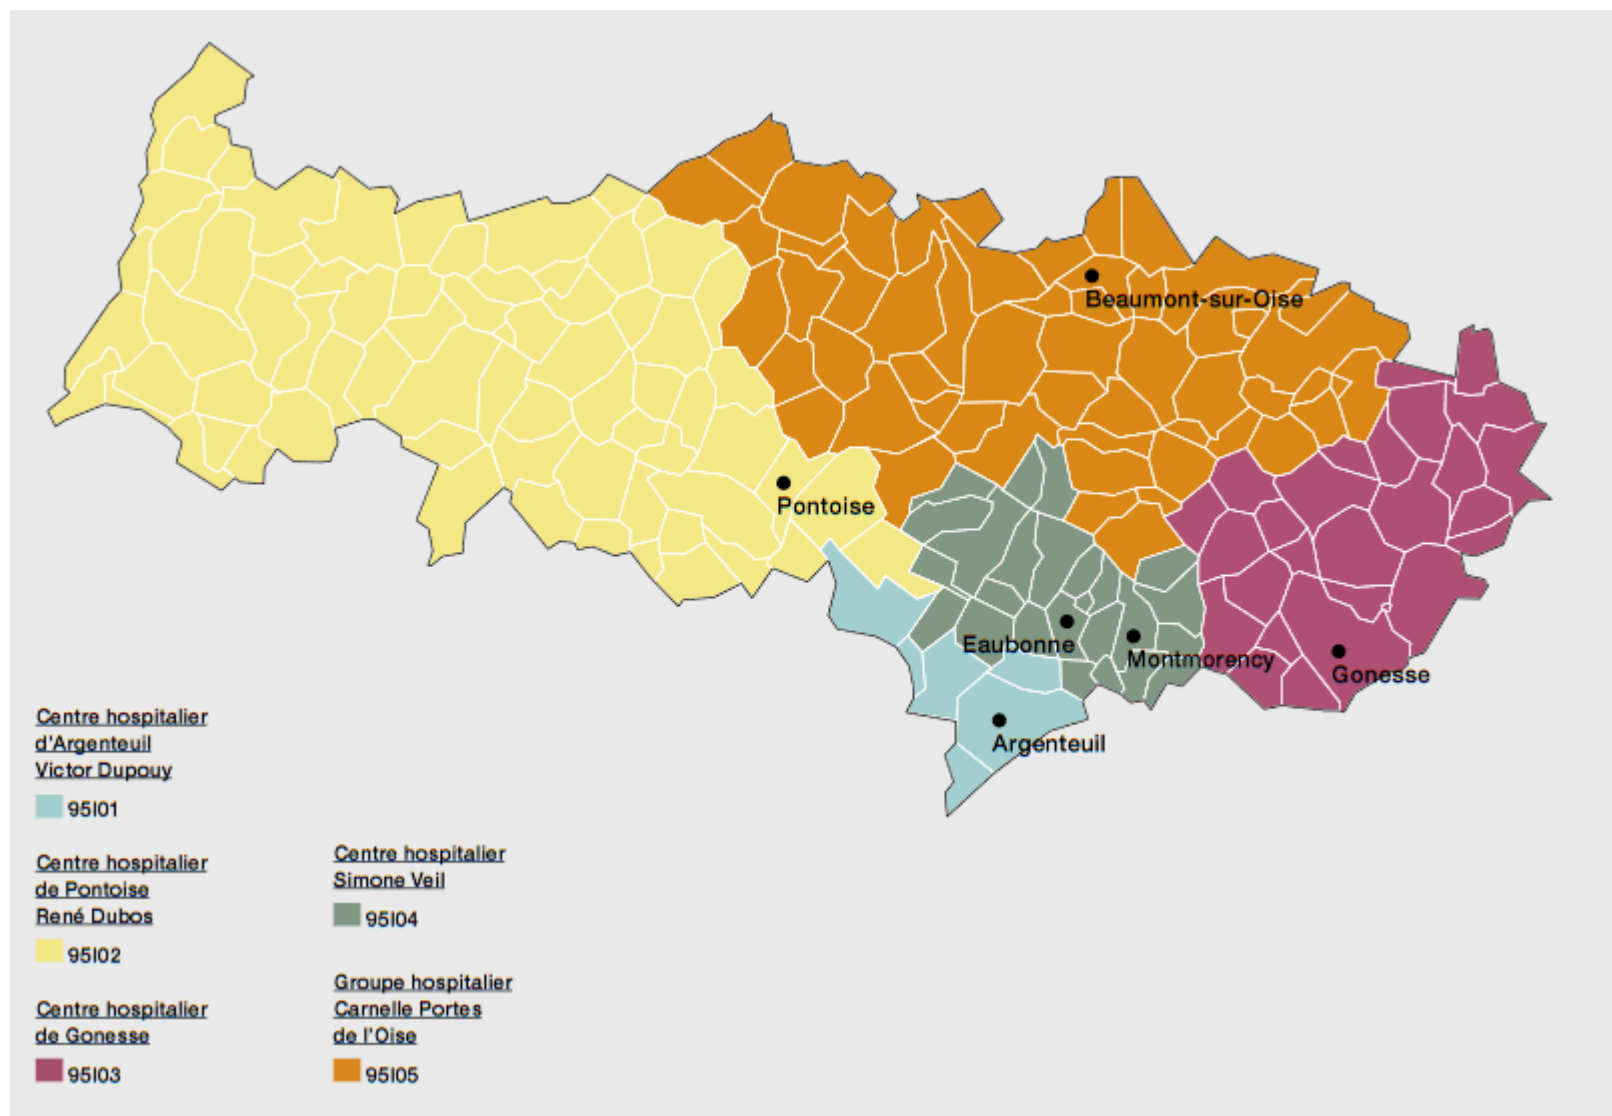 Beaumont-sur-Oise
Pontoise
Eaubonne
Montmorency
Gonesse
Argenteuil
Centre hospitalier
d'Argenteuil
Victor Dupouy
95I01
Centre hospitalier
de Pontoise
René Dubos
95I02
Centre hospitalier
de Gonesse
95I03
Centre hospitalier
Simone Veil
95I04
Groupe hospitalier
Carnelle Portes
de l'Oise
95I05